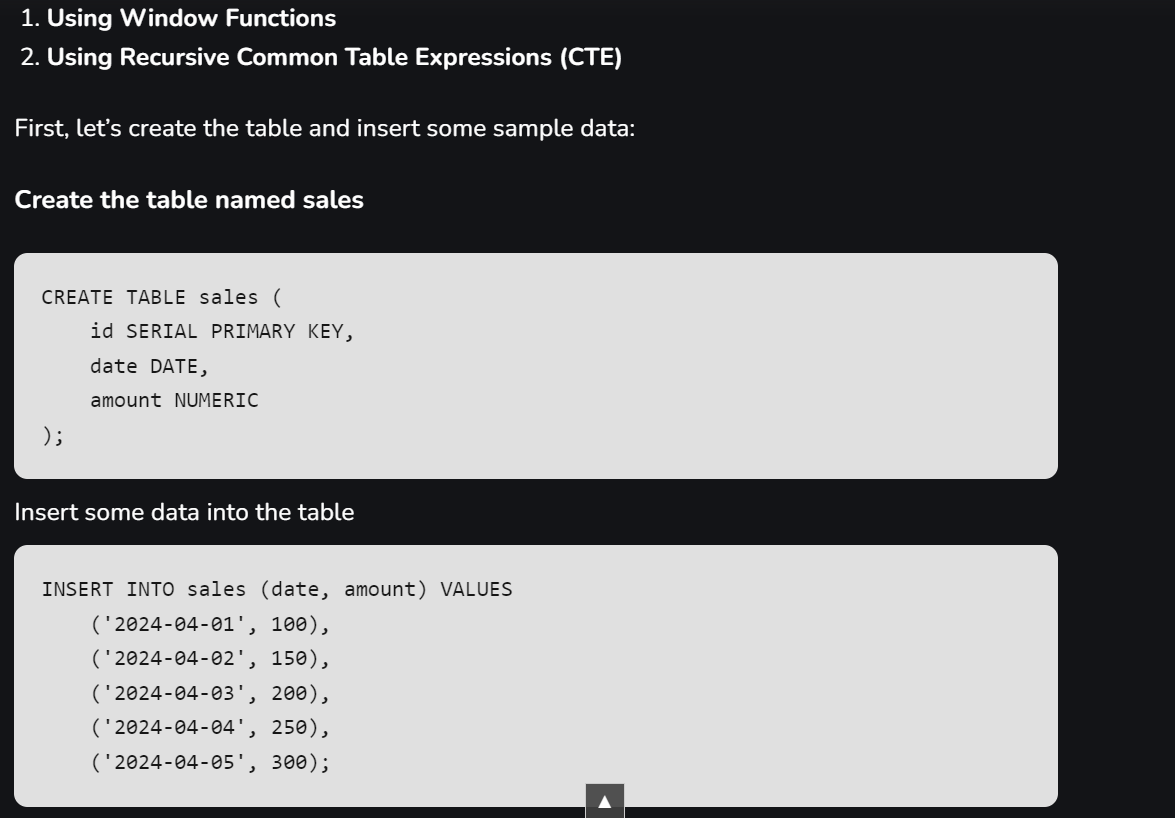 1. Using Window Functions
2. Using Recursive Common Table Expressions (CTE)
First, let’s create the table and insert some sample data:
Create the table named sales
CREATE TABLE sales (
    id SERIAL PRIMARY KEY,
    date DATE,
    amount NUMERIC
);
Insert some data into the table
INSERT INTO sales (date, amount) VALUES
    ('2024-04-01', 100),
    ('2024-04-02', 150),
    ('2024-04-03', 200),
    ('2024-04-04', 250),
    ('2024-04-05', 300);